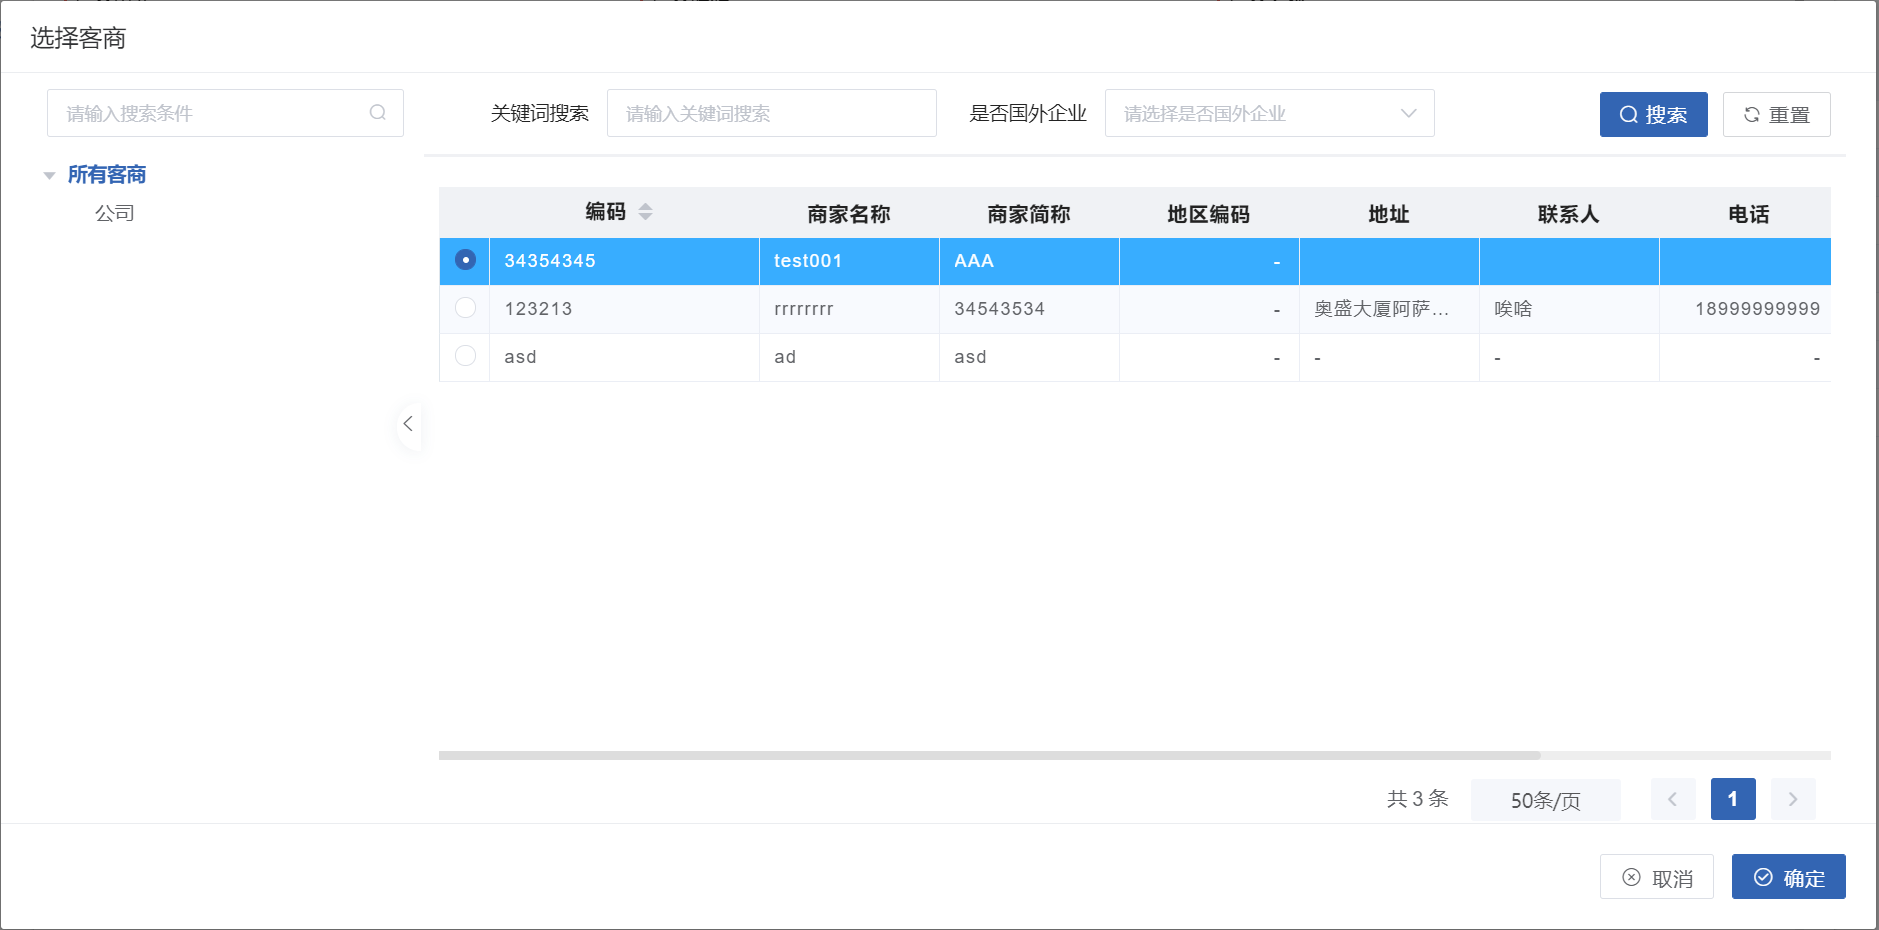 选择客商
请输入搜索条件
关键词搜索 请输入关键词搜索 是否国外企业 请选择是否国外企业 搜索 重置
所有客商
公司
编码 商家名称 商家简称 地区编码 地址 联系人 电话
34354345 test001 AAA -
123213 rrrrrrrr 34543534 - 奥盛大厦阿萨... 唉啥 18999999999
asd ad asd - - - -
共 3 条 50条/页 1
取消 确定